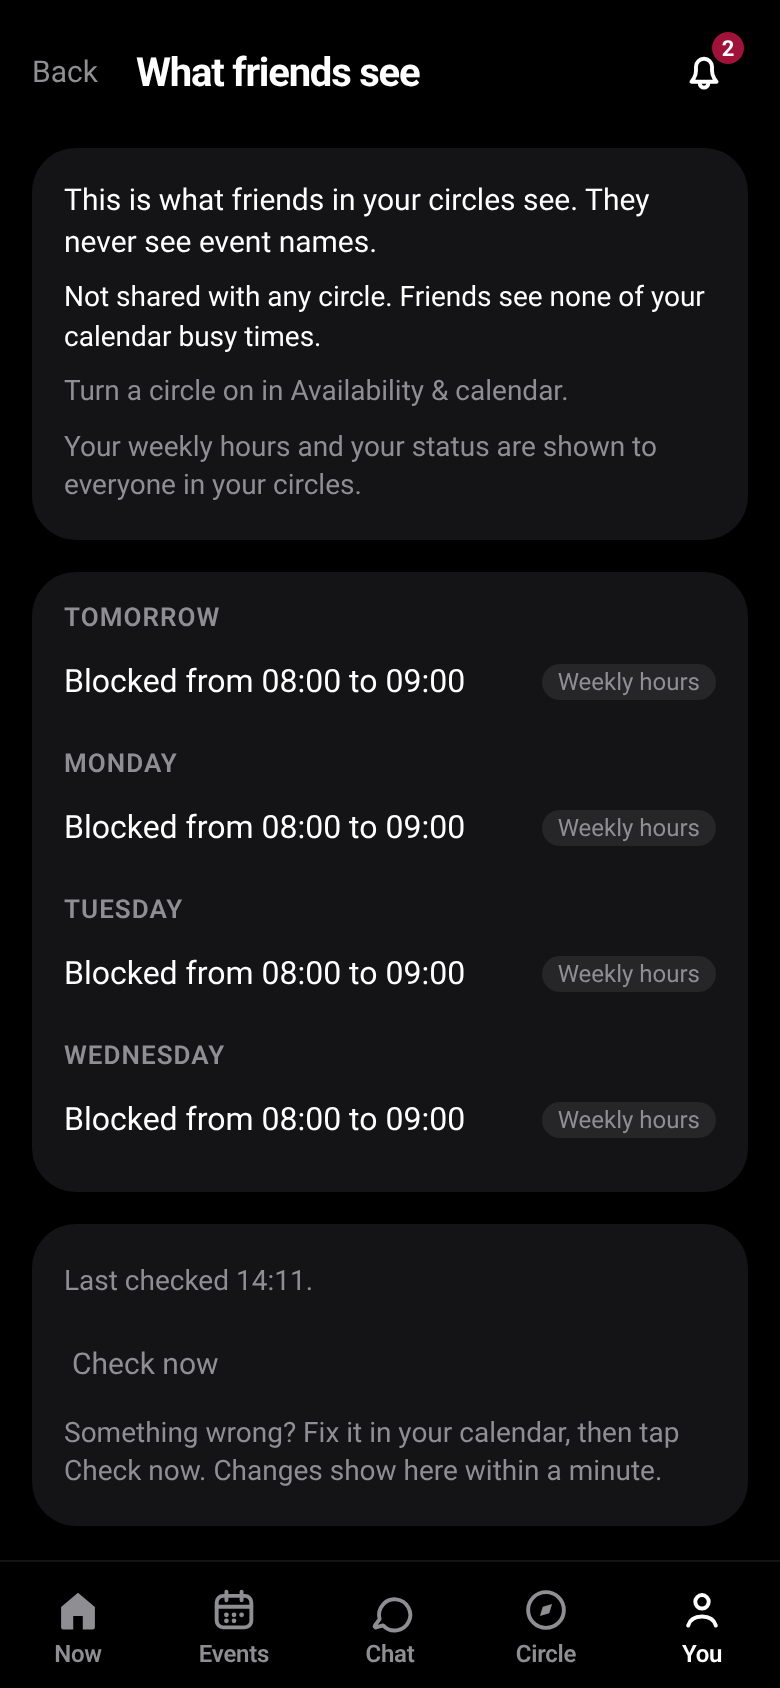 Back
What friends see
2
This is what friends in your circles see. They
never see event names.
Not shared with any circle. Friends see none of your
calendar busy times.
Turn a circle on in Availability & calendar.
Your weekly hours and your status are shown to
everyone in your circles.
TOMORROW
Blocked from 08:00 to 09:00 Weekly hours
MONDAY
Blocked from 08:00 to 09:00 Weekly hours
TUESDAY
Blocked from 08:00 to 09:00 Weekly hours
WEDNESDAY
Blocked from 08:00 to 09:00 Weekly hours
Last checked 14:11.
Check now
Something wrong? Fix it in your calendar, then tap
Check now. Changes show here within a minute.
Now Events Chat Circle You